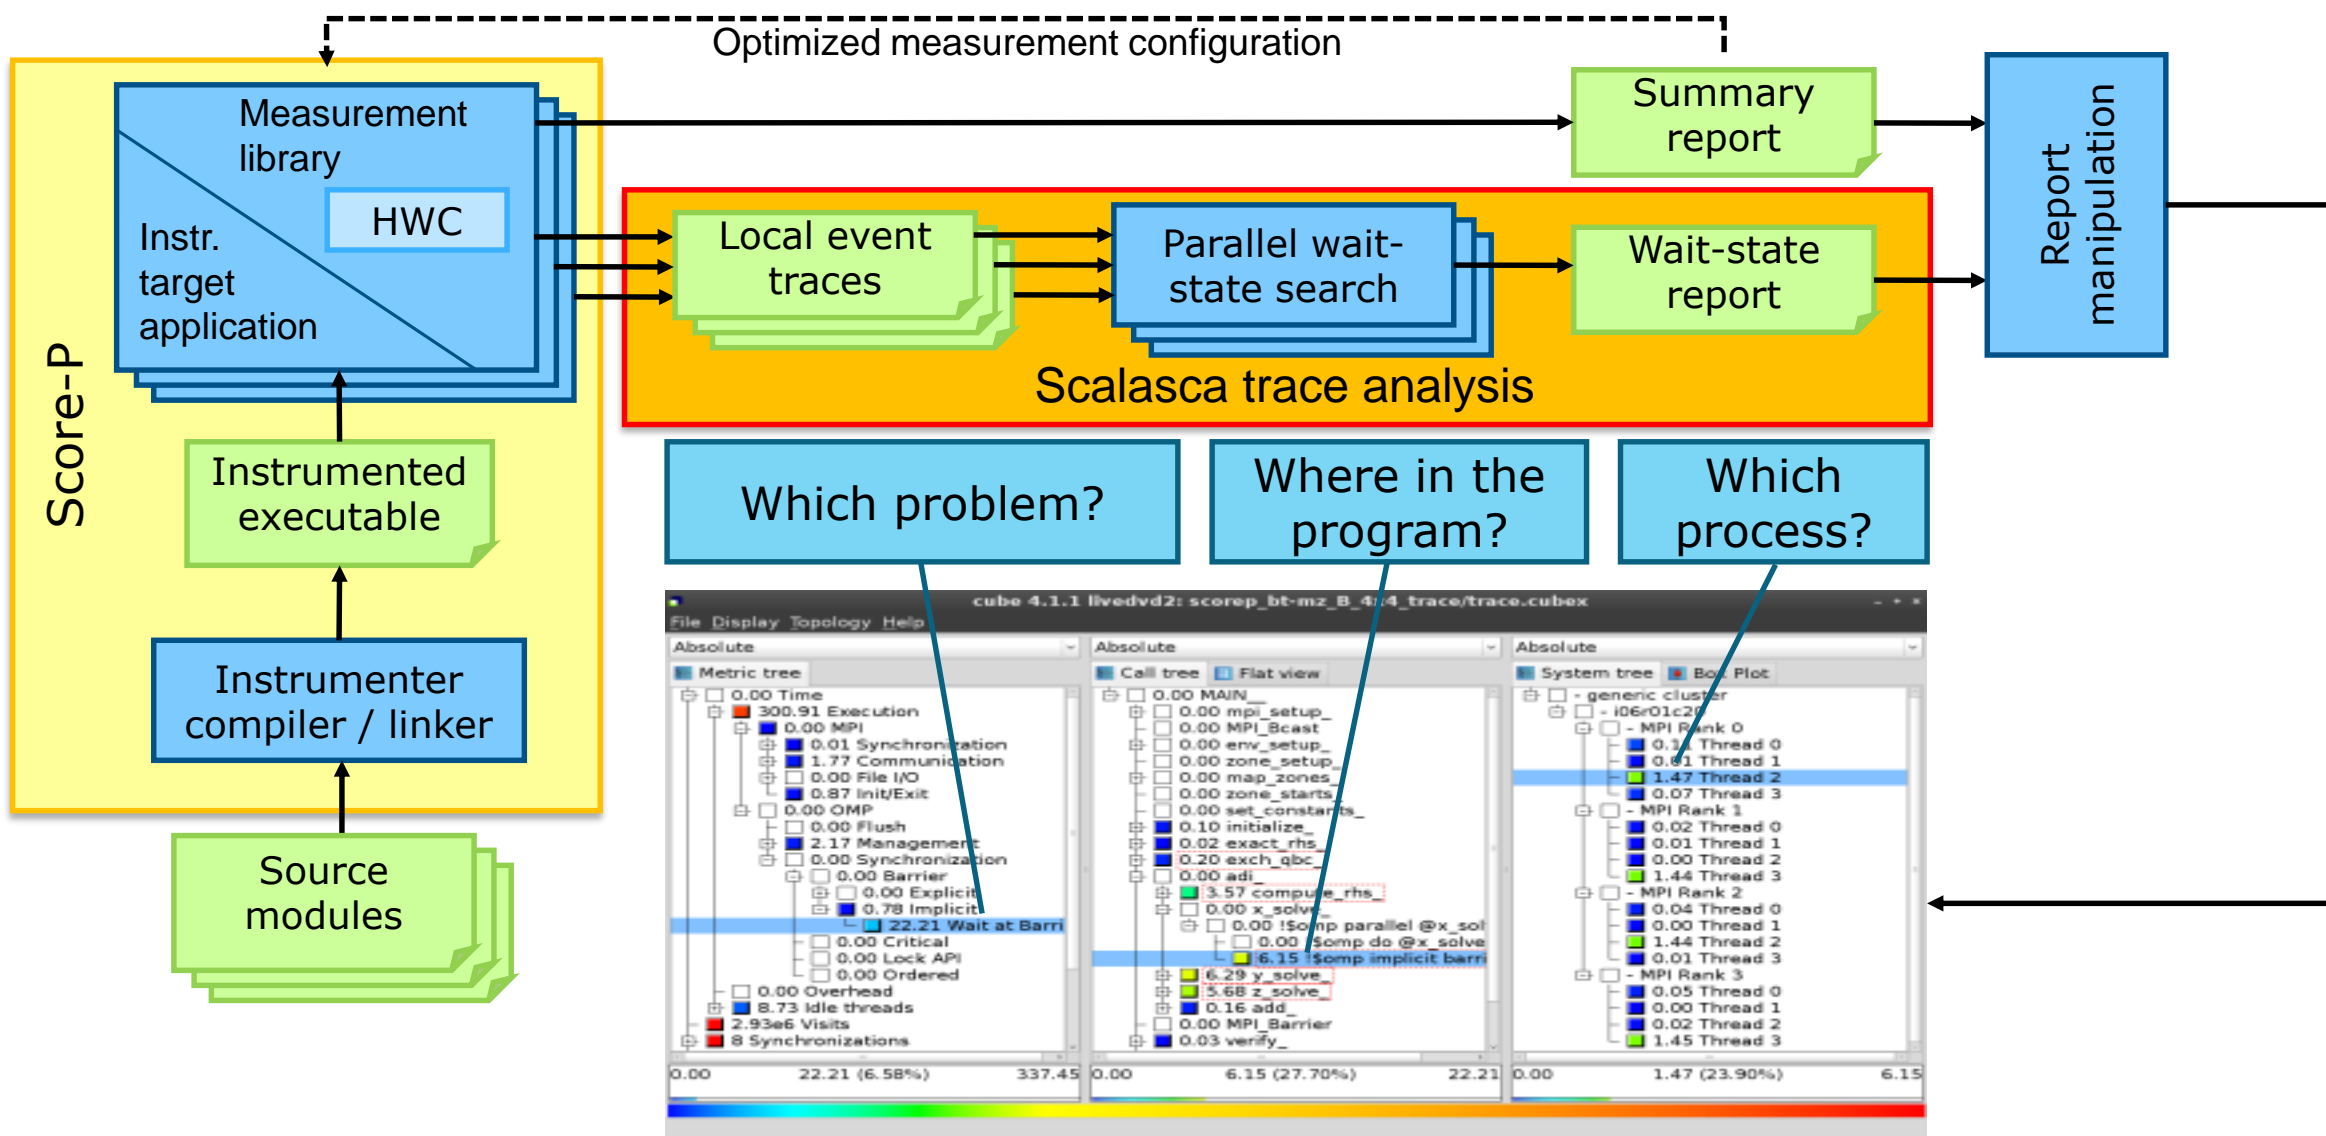 Optimized measurement configuration
Measurement
library
HWC
Instr.
target
application
Score-P
Instrumented
executable
Instrumenter
compiler / linker
Source
modules
Summary
report
Local event
traces
Parallel wait-
state search
Wait-state
report
Scalasca trace analysis
Report
manipulation
Which problem?
Where in the
program?
Which
process?
cube 4.1.1 livedvd2: scorep_bt-mz_B_4x4_trace/trace.cubex
File Display Topology Help
Absolute
Metric tree
0.00 Time
300.91 Execution
0.00 MPI
0.01 Synchronization
1.77 Communication
0.00 File I/O
0.87 Init/Exit
0.00 OMP
0.00 Flush
2.17 Management
0.00 Synchronization
0.00 Barrier
0.00 Explicit
0.78 Implicit
22.21 Wait at Barri
0.00 Critical
0.00 Lock API
0.00 Ordered
0.00 Overhead
8.73 Idle threads
2.93e6 Visits
8 Synchronizations
0.00 22.21 (6.58%) 337.45
Absolute
Call tree Flat view
0.00 MAIN__
0.00 mpi_setup_
0.00 MPI_Bcast
0.00 env_setup_
0.00 zone_setup_
0.00 map_zones_
0.00 zone_starts_
0.00 set_constants_
0.10 initialize_
0.02 exact_rhs_
0.20 exch_qbc_
0.00 adi_
3.57 compute_rhs_
0.00 x_solve_
0.00 !$omp parallel @x_sol
0.00 !$omp do @x_solve
6.15 !$omp implicit barri
6.29 y_solve_
5.68 z_solve_
0.16 add_
0.00 MPI_Barrier
0.03 verify_
0.00 6.15 (27.70%) 22.21
Absolute
System tree Box Plot
- generic cluster
- i06r01c20
- MPI Rank 0
0.11 Thread 0
0.01 Thread 1
1.47 Thread 2
0.07 Thread 3
- MPI Rank 1
0.02 Thread 0
0.01 Thread 1
0.00 Thread 2
1.44 Thread 3
- MPI Rank 2
0.04 Thread 0
0.00 Thread 1
1.44 Thread 2
0.01 Thread 3
- MPI Rank 3
0.05 Thread 0
0.00 Thread 1
0.02 Thread 2
1.45 Thread 3
0.00 1.47 (23.90%) 6.15